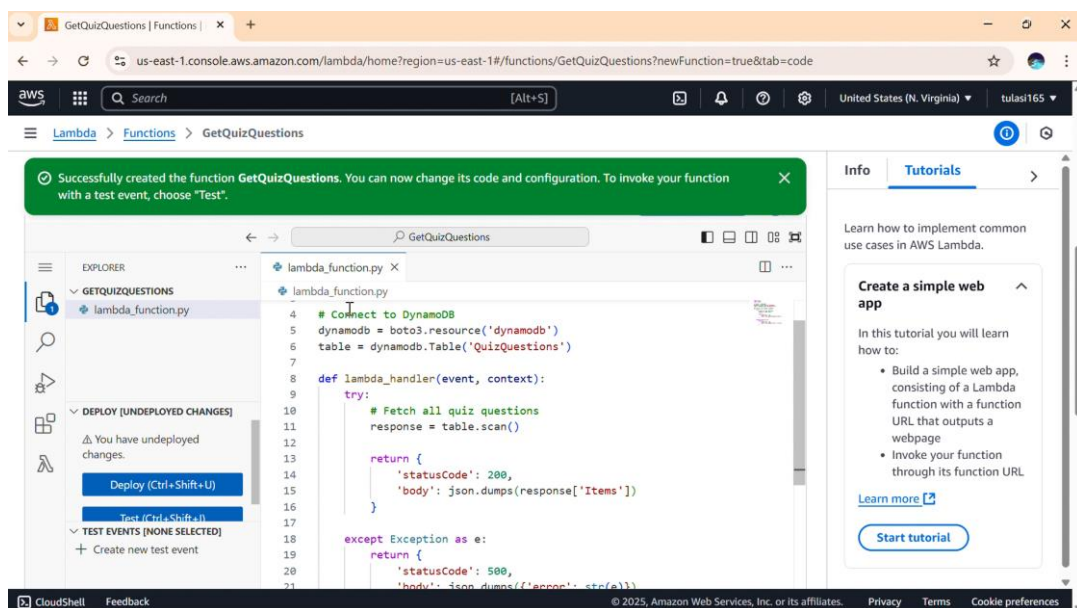 GetQuizQuestions | Functions |
us-east-1.console.aws.amazon.com/lambda/home?region=us-east-1#/functions/GetQuizQuestions?newFunction=true&tab=code
aws
Search
[Alt+S]
United States (N. Virginia)
tulasi165
Lambda > Functions > GetQuizQuestions
Successfully created the function GetQuizQuestions. You can now change its code and configuration. To invoke your function
with a test event, choose "Test".
GetQuizQuestions
EXPLORER
GETQUIZQUESTIONS
lambda_function.py
1
DEPLOY [UNDEPLOYED CHANGES]
You have undeployed
changes.
Deploy (Ctrl+Shift+U)
Test (Ctrl+Shift+I)
TEST EVENTS [NONE SELECTED]
+ Create new test event
lambda_function.py
lambda_function.py
4 # Connect to DynamoDB
5 dynamodb = boto3.resource('dynamodb')
6 table = dynamodb.Table('QuizQuestions')
7
8 def lambda_handler(event, context):
9 try:
10 # Fetch all quiz questions
11 response = table.scan()
12
13 return {
14 'statusCode': 200,
15 'body': json.dumps(response['Items'])
16 }
17
18 except Exception as e:
19 return {
20 'statusCode': 500,
21 'body': json.dumps({'error': str(e)})
Info
Tutorials
Learn how to implement common
use cases in AWS Lambda.
Create a simple web
app
In this tutorial you will learn
how to:
• Build a simple web app,
consisting of a Lambda
function with a function
URL that outputs a
webpage
• Invoke your function
through its function URL
Learn more
Start tutorial
CloudShell
Feedback
© 2025, Amazon Web Services, Inc. or its affiliates.
Privacy
Terms
Cookie preferences